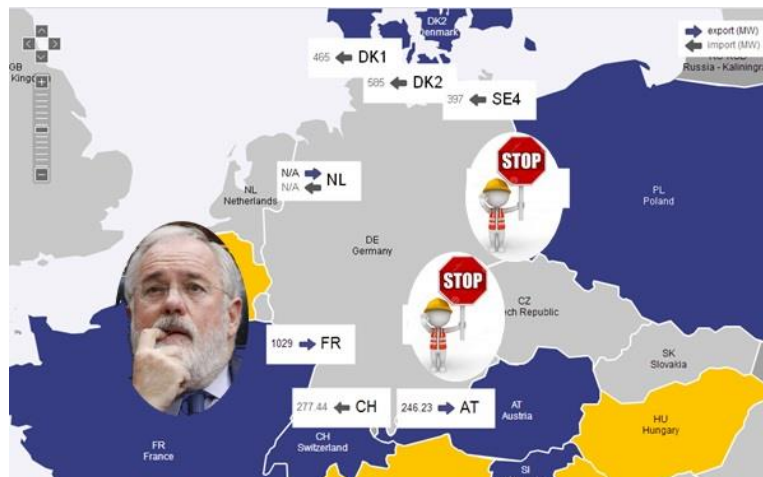 DK2
Denmark
export (MW)
import (MW)
GB
Kingdom
Russia - Kaliningra
465 DK1
585 DK2
397 SE4
STOP
N/A
N/A NL
NL
Netherlands
PL
Poland
DE
Germany
STOP
CZ
ech Republic
1029 FR
SK
Slovakia
277.44 CH
246.23 AT
AT
Austria
HU
Hungary
FR
France
CH
Switzerland
SI